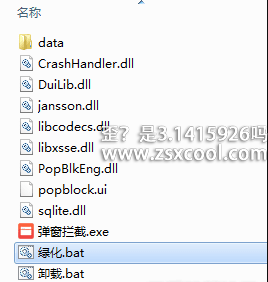 名称
data
CrashHandler.dll
DuiLib.dll
jansson.dll
libcodecs.dll
libxsse.dll
PopBlkEng.dll
popblock.ui
sqlite.dll
弹窗拦截.exe
绿化.bat
卸载.bat
歪？是3.1415926吗
www.zsxcool.com